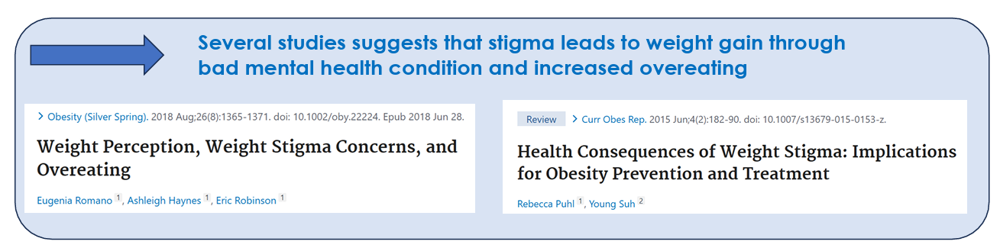 Several studies suggests that stigma leads to weight gain through
bad mental health condition and increased overeating
> Obesity (Silver Spring). 2018 Aug;26(8):1365-1371. doi: 10.1002/oby.22224. Epub 2018 Jun 28.
Weight Perception, Weight Stigma Concerns, and
Overeating
Eugenia Romano 1, Ashleigh Haynes 1, Eric Robinson 1
Review > Curr Obes Rep. 2015 Jun;4(2):182-90. doi: 10.1007/s13679-015-0153-z.
Health Consequences of Weight Stigma: Implications
for Obesity Prevention and Treatment
Rebecca Puhl 1, Young Suh 2